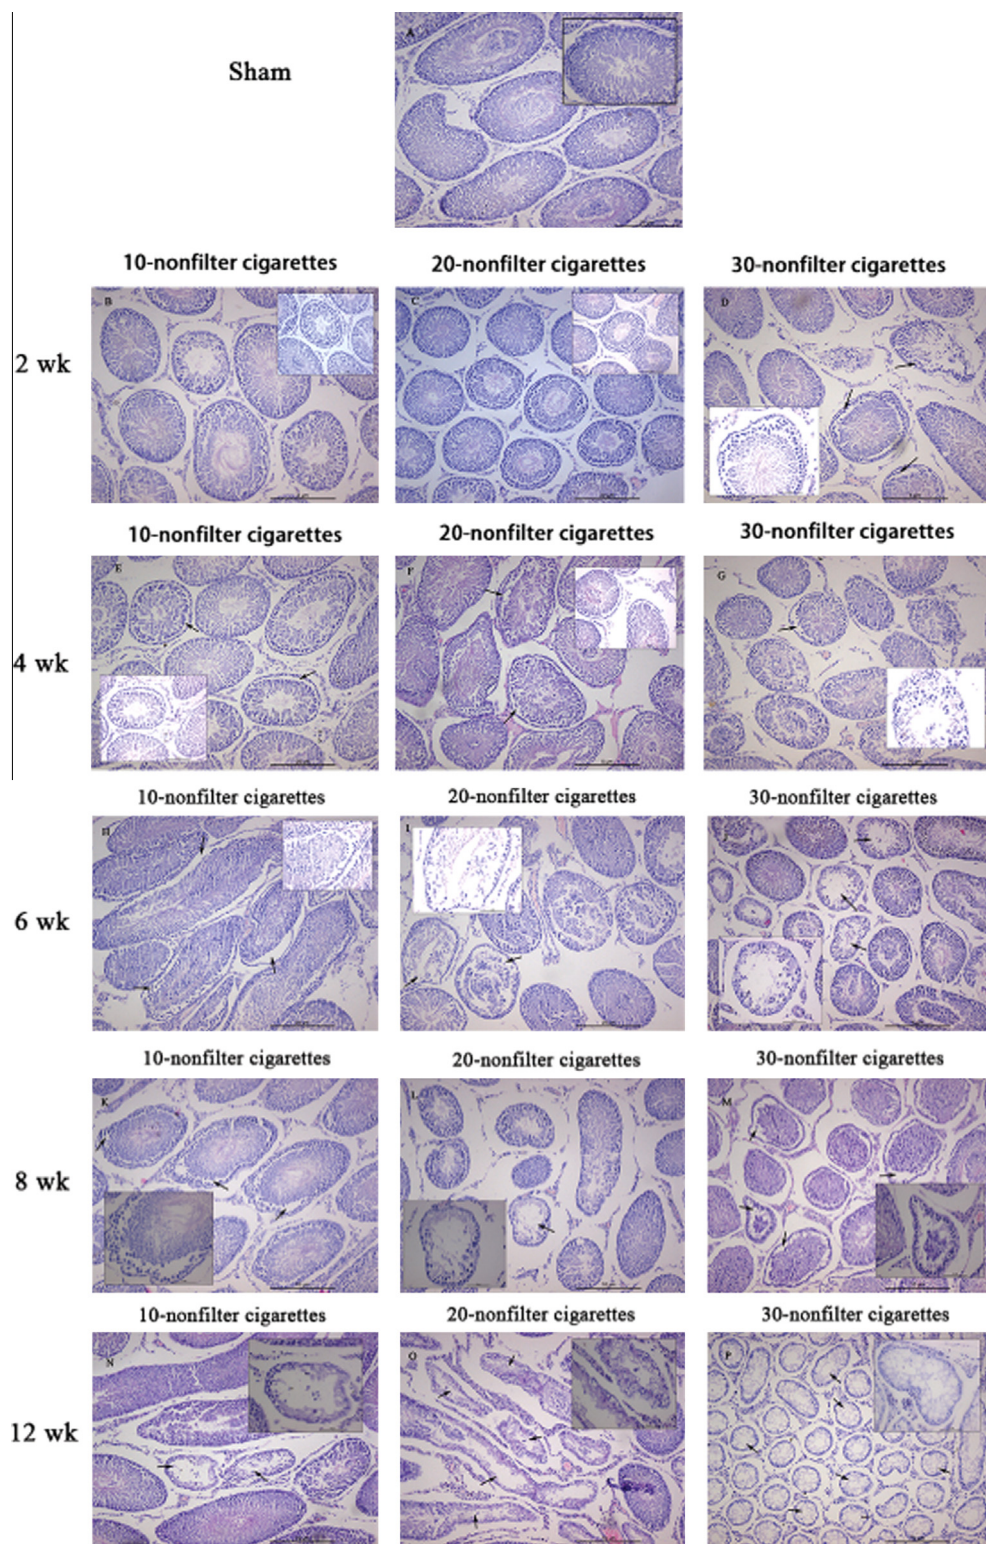 A
Sham
10-nonfilter cigarettes 20-nonfilter cigarettes 30-nonfilter cigarettes
B C D
2 wk
10-nonfilter cigarettes 20-nonfilter cigarettes 30-nonfilter cigarettes
E F G
4 wk
10-nonfilter cigarettes 20-nonfilter cigarettes 30-nonfilter cigarettes
H I
6 wk
10-nonfilter cigarettes 20-nonfilter cigarettes 30-nonfilter cigarettes
K L M
8 wk
10-nonfilter cigarettes 20-nonfilter cigarettes 30-nonfilter cigarettes
N O P
12 wk